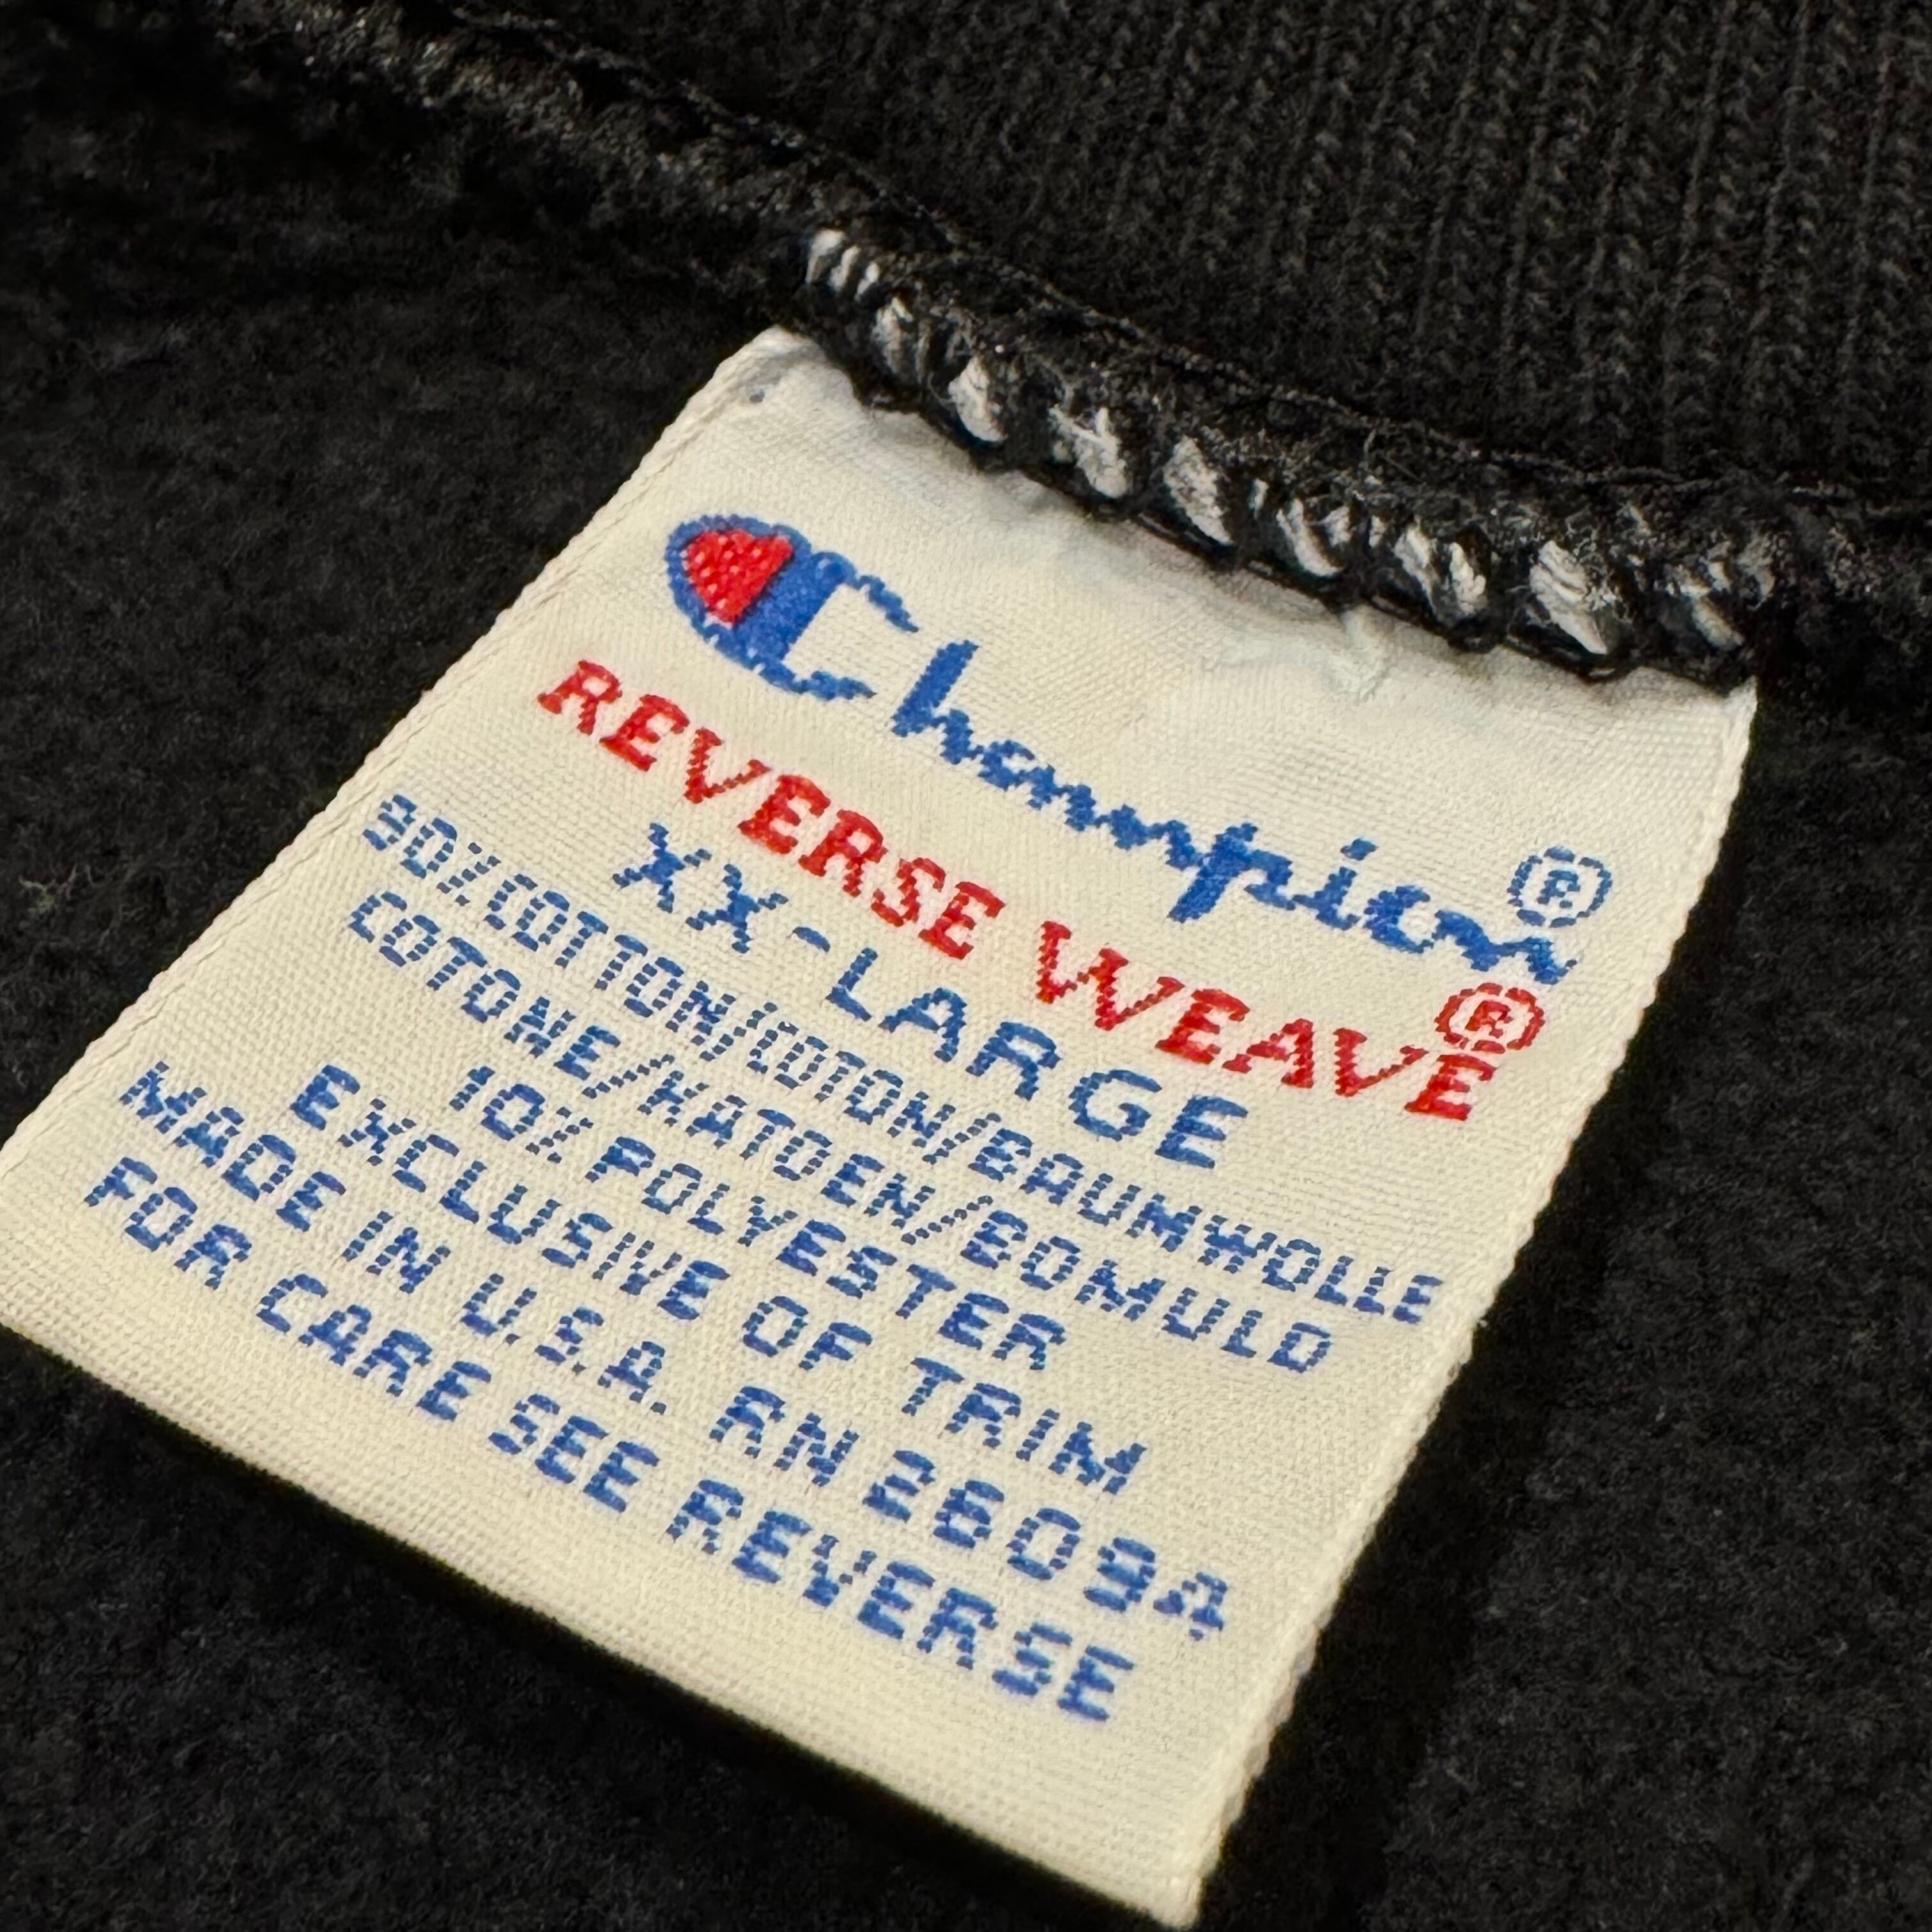 Champion®
REVERSE WEAVE®
XX-LARGE
90% COTTON/COTON/BAUMWOLLE
COTONE/KATOEN/BOMULD
10% POLYESTER
EXCLUSIVE OF TRIM
MADE IN U.S.A. RN 26094
FOR CARE SEE REVERSE